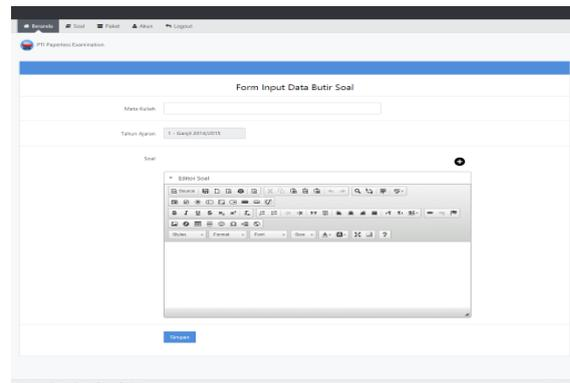 Beranda Soal Paket Akun Logout
PTI Paperless Examination
Form Input Data Butir Soal
Mata Kuliah
Tahun Ajaran 1 - Ganjil 2014/2015
Soal
Editor Soal
Source
B I U S
Styles Format Font Size A A ?
Simpan